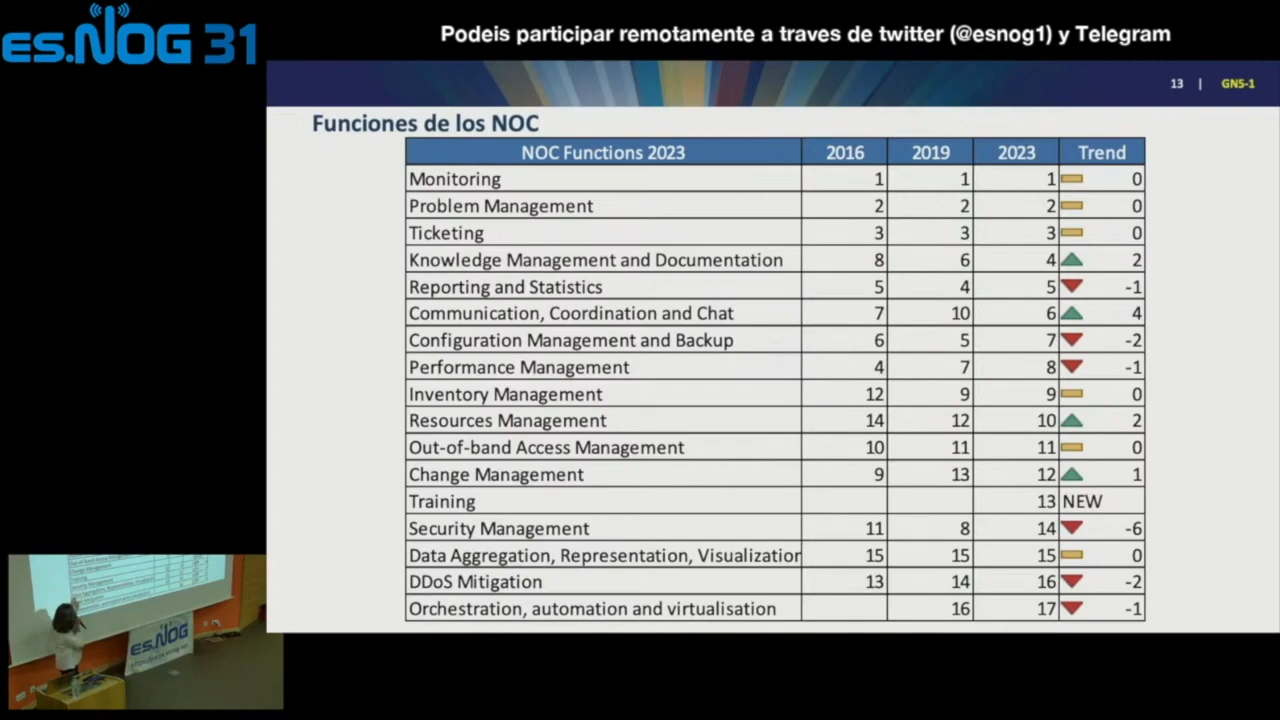 es.NOG 31
Podeis participar remotamente a traves de twitter (@esnog1) y Telegram
13 | GN5-1
Funciones de los NOC
NOC Functions 2023 2016 2019 2023 Trend
Monitoring 1 1 1 0
Problem Management 2 2 2 0
Ticketing 3 3 3 0
Knowledge Management and Documentation 8 6 4 2
Reporting and Statistics 5 4 5 -1
Communication, Coordination and Chat 7 10 6 4
Configuration Management and Backup 6 5 7 -2
Performance Management 4 7 8 -1
Inventory Management 12 9 9 0
Resources Management 14 12 10 2
Out-of-band Access Management 10 11 11 0
Change Management 9 13 12 1
Training 13 NEW
Security Management 11 8 14 -6
Data Aggregation, Representation, Visualization 15 15 15 0
DDoS Mitigation 13 14 16 -2
Orchestration, automation and virtualisation 16 17 -1
es.NOG